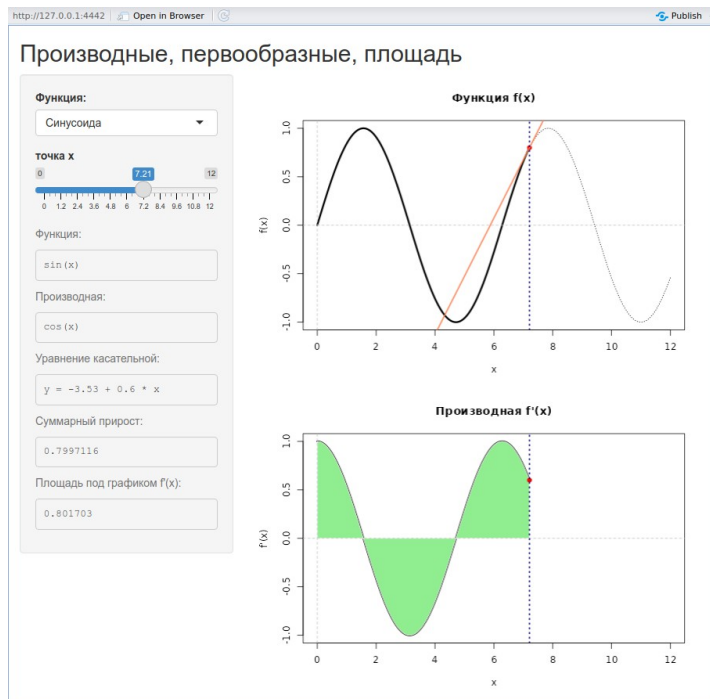 http://127.0.0.1:4442 Open in Browser Publish
Производные, первообразные, площадь
Функция:
Синусоида
точка x
0 7.21 12
0 1.2 2.4 3.6 4.8 6 7.2 8.4 9.6 10.8 12
Функция:
sin(x)
Производная:
cos(x)
Уравнение касательной:
y = -3.53 + 0.6 * x
Суммарный прирост:
0.7997116
Площадь под графиком f'(x):
0.801703
Функция f(x)
1.0
0.5
0.0
-0.5
-1.0
f(x)
0 2 4 6 8 10 12
x
Производная f'(x)
1.0
0.5
0.0
-0.5
-1.0
f'(x)
0 2 4 6 8 10 12
x